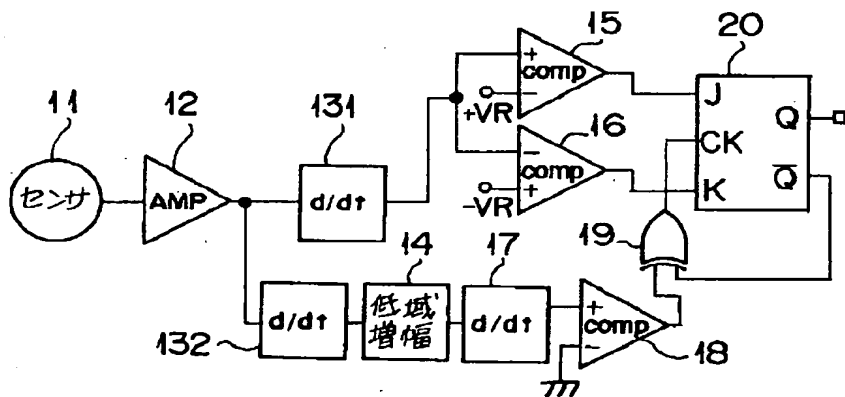 11
センサ
12
AMP
131
d/dt
132
d/dt
14
低域
増幅
17
d/dt
15
+
comp
−
+VR
16
−
comp
+
−VR
18
+
comp
−
19
20
J
CK
K
Q
Q̅